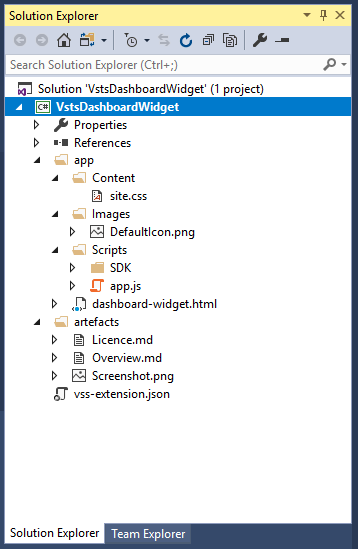 Solution Explorer
Search Solution Explorer (Ctrl+;)
Solution 'VstsDashboardWidget' (1 project)
C# VstsDashboardWidget
Properties
References
app
Content
site.css
Images
DefaultIcon.png
Scripts
SDK
app.js
dashboard-widget.html
artefacts
Licence.md
Overview.md
Screenshot.png
vss-extension.json
Solution Explorer Team Explorer